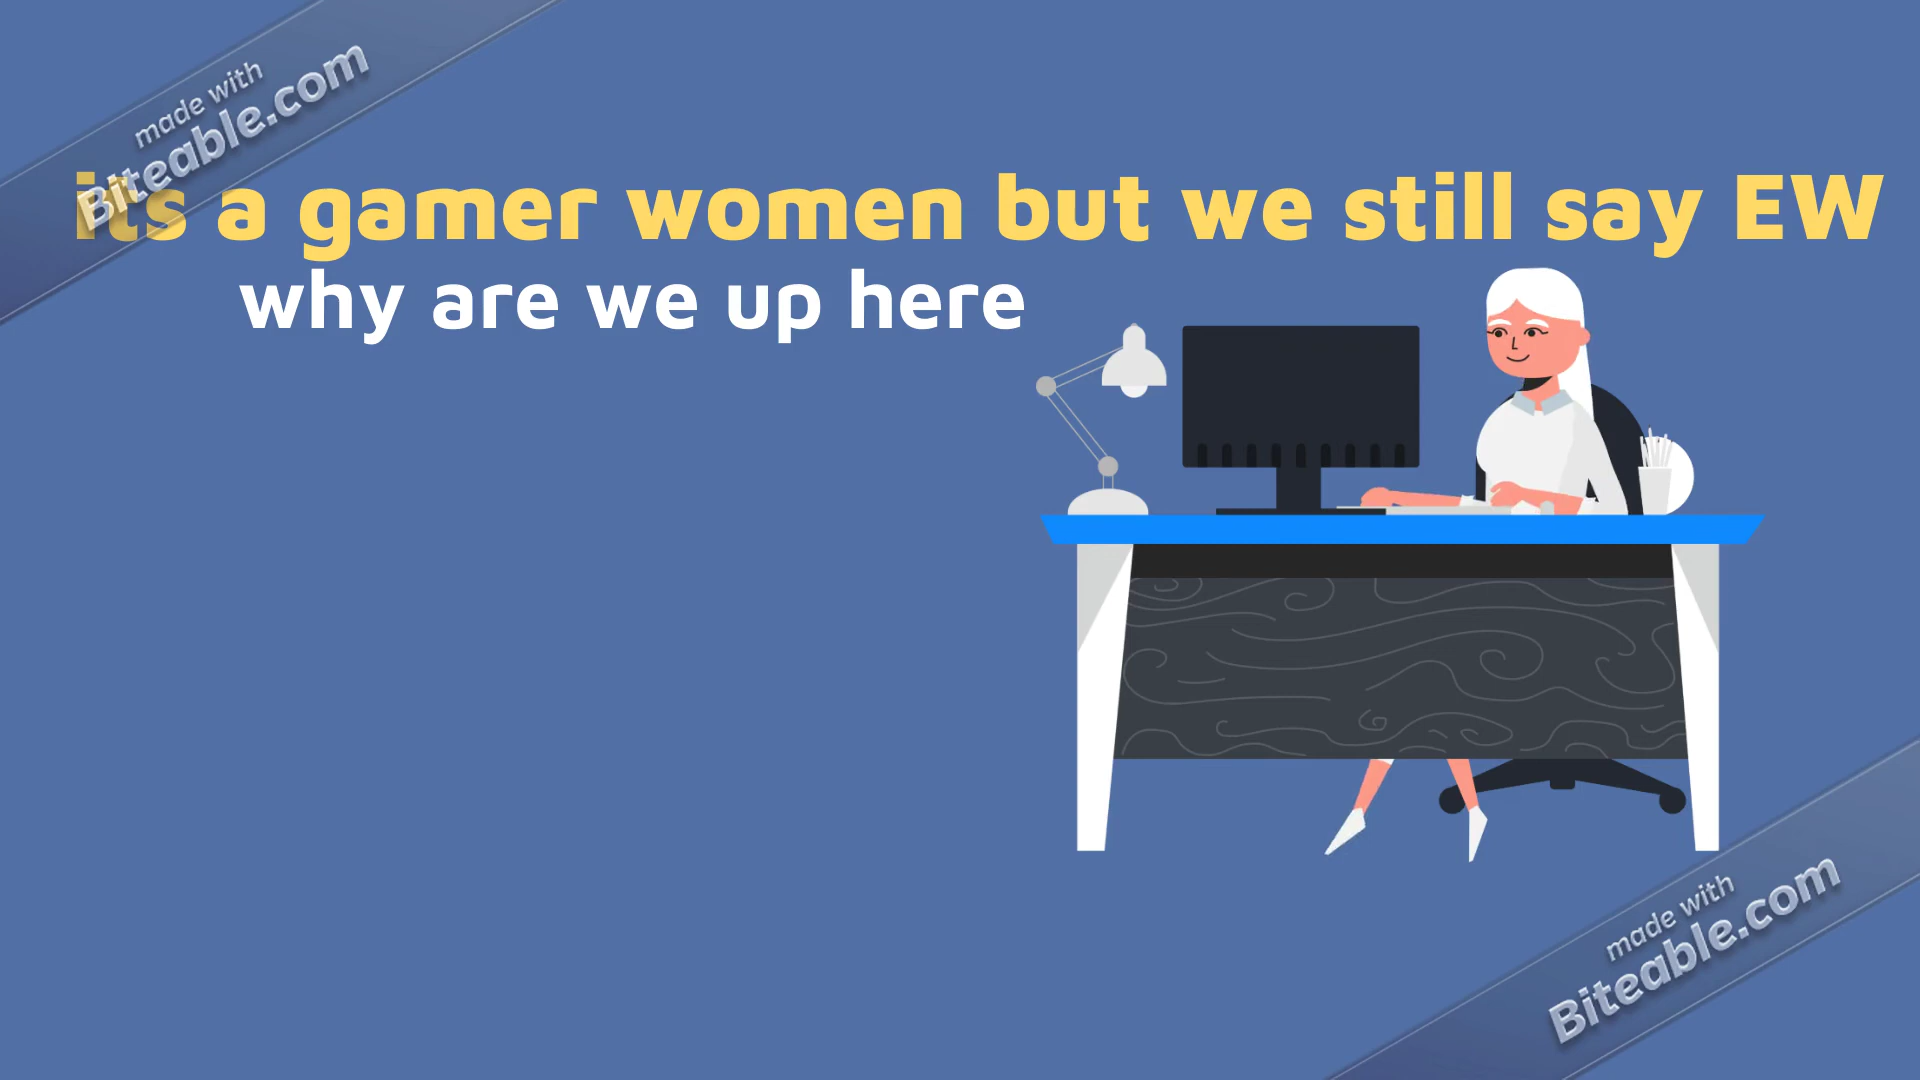 made with
Biteable.com
its a gamer women but we still say EW
why are we up here
made with
Biteable.com